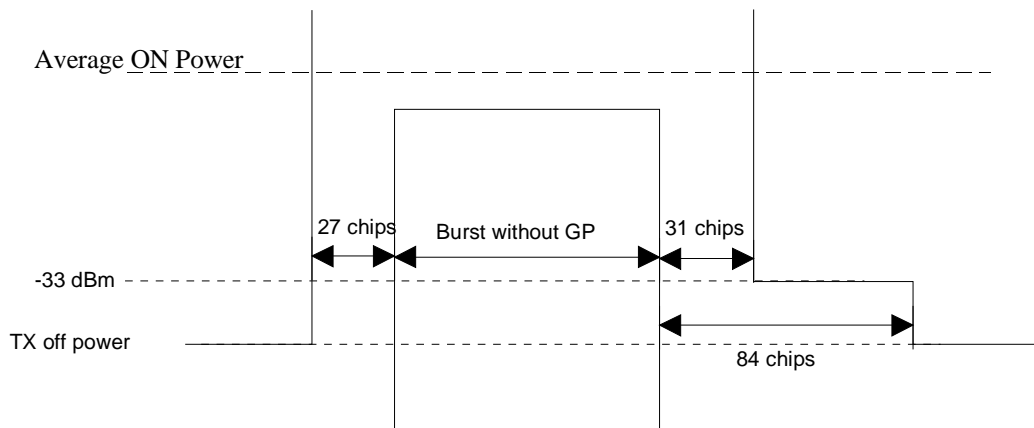 Average ON Power
27 chips
Burst without GP
31 chips
-33 dBm
TX off power
84 chips